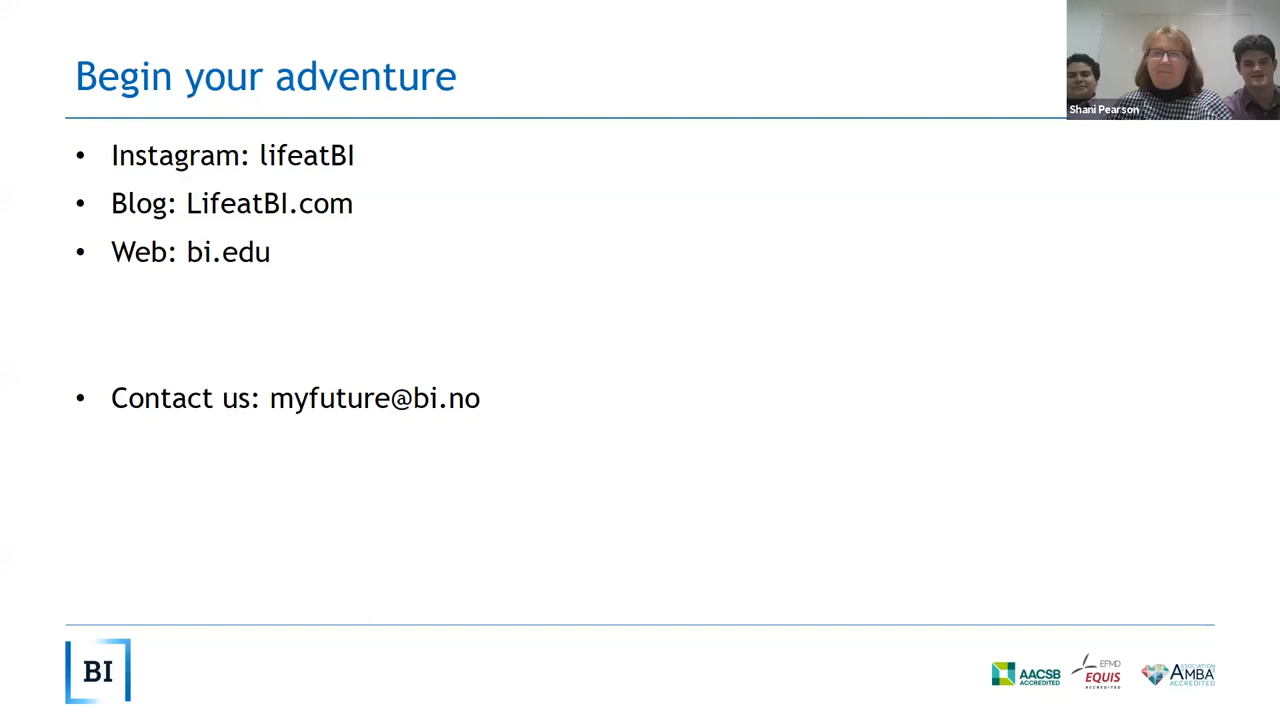 Begin your adventure
Shani Pearson
• Instagram: lifeatBI
• Blog: LifeatBI.com
• Web: bi.edu
• Contact us: myfuture@bi.no
BI
AACSB
ACCREDITED
EFMD
EQUIS
ACCREDITED
ASSOCIATION
AMBA
ACCREDITED